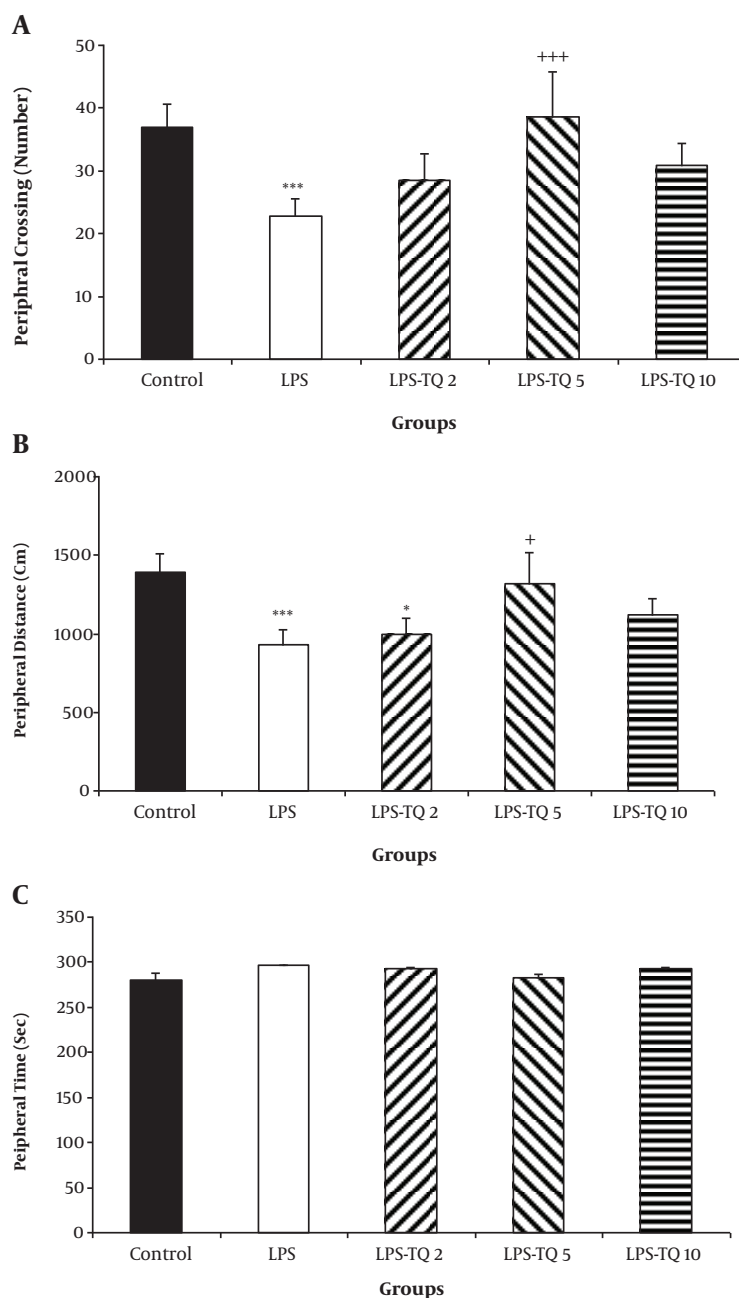 A
Periphral Crossing (Number)
50
40
30
20
10
0
+++
***
Control LPS LPS-TQ 2 LPS-TQ 5 LPS-TQ 10
Groups
B
Peripheral Distance (Cm)
2000
1500
1000
500
0
***
*
+
Control LPS LPS-TQ 2 LPS-TQ 5 LPS-TQ 10
Groups
C
Peipheral Time (Sec)
350
300
250
200
150
100
50
0
Control LPS LPS-TQ 2 LPS-TQ 5 LPS-TQ 10
Groups